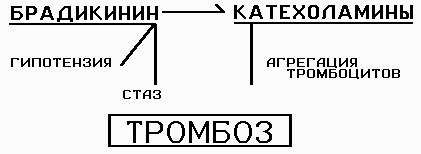 БРАДИКИНИН КАТЕХОЛАМИНЫ
ГИПОТЕНЗИЯ
АГРЕГАЦИЯ
ТРОМБОЦИТОВ
СТАЗ
ТРОМБОЗ